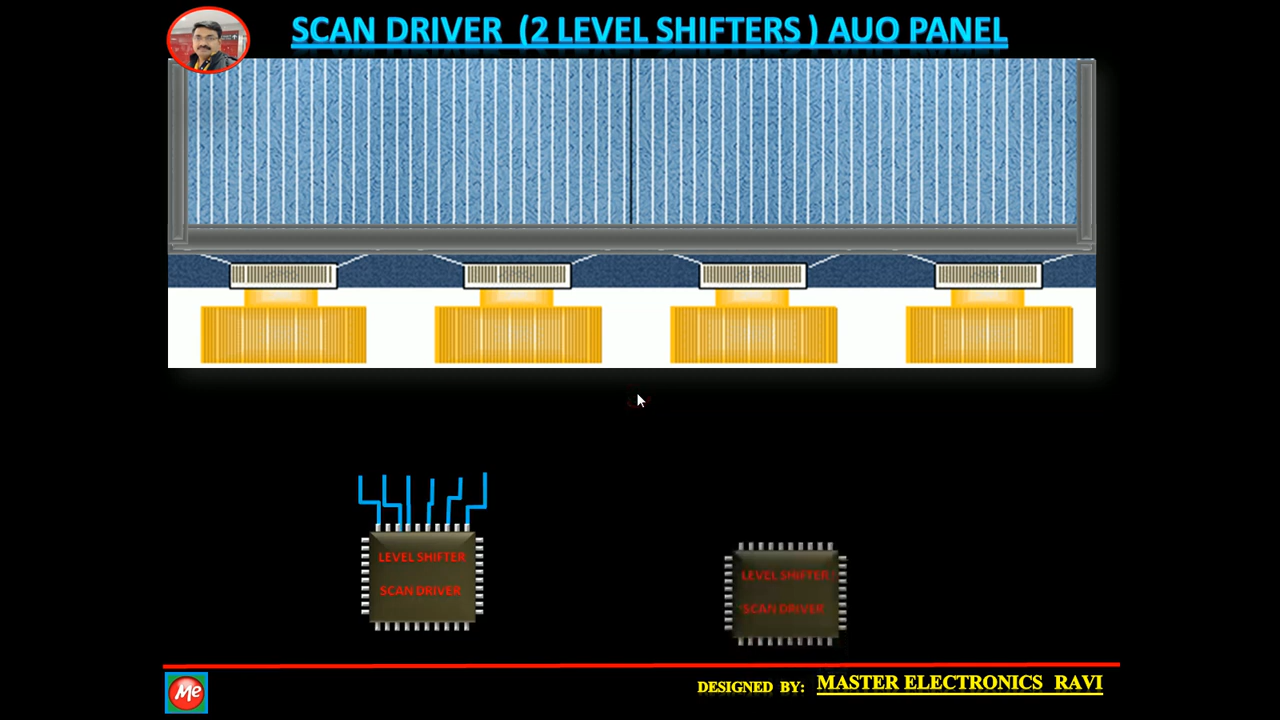 SCAN DRIVER (2 LEVEL SHIFTERS ) AUO PANEL
LEVEL SHIFTER
SCAN DRIVER
LEVEL SHIFTER
SCAN DRIVER
Me
DESIGNED BY: MASTER ELECTRONICS RAVI